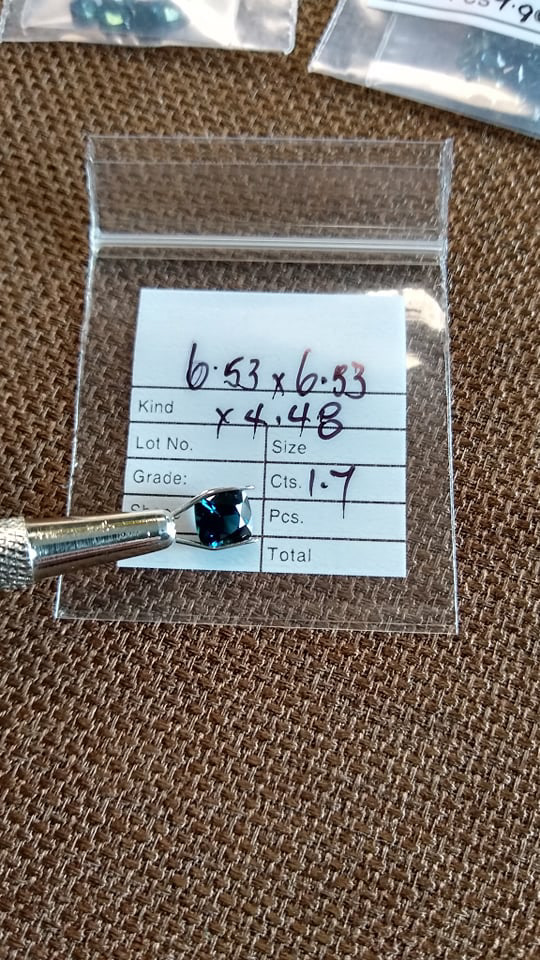 6.53 x 6.53
Kind x 4.48
Lot No. Size
Grade: Cts. 1.7
Pcs.
Total